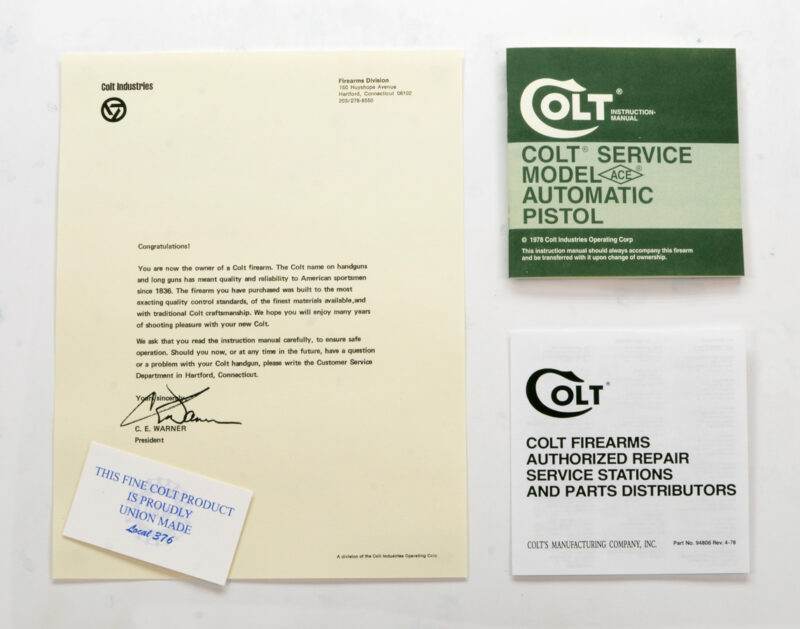 Colt Industries
Firearms Division
150 Huyshope Avenue
Hartford, Connecticut 06102
203/278-8550
Congratulations!
You are now the owner of a Colt firearm. The Colt name on handguns
and long guns has meant quality and reliability to American sportsmen
since 1836. The firearm you have purchased was built to the most
exacting quality control standards, of the finest materials available,and
with traditional Colt craftsmanship. We hope you will enjoy many years
of shooting pleasure with your new Colt.
We ask that you read the instruction manual carefully, to ensure safe
operation. Should you now, or at any time in the future, have a question
or a problem with your Colt handgun, please write the Customer Service
Department in Hartford, Connecticut.
Yours sincerely,
C. E. WARNER
President
A division of the Colt Industries Operating Corp
THIS FINE COLT PRODUCT
IS PROUDLY
UNION MADE
Local 376
COLT®
INSTRUCTION-
MANUAL
COLT® SERVICE
MODEL ACE®
AUTOMATIC
PISTOL
© 1978 Colt Industries Operating Corp
This instruction manual should always accompany this firearm
and be transferred with it upon change of ownership.
COLT®
COLT FIREARMS
AUTHORIZED REPAIR
SERVICE STATIONS
AND PARTS DISTRIBUTORS
COLT'S MANUFACTURING COMPANY, INC.
Part No. 94806 Rev. 4-78